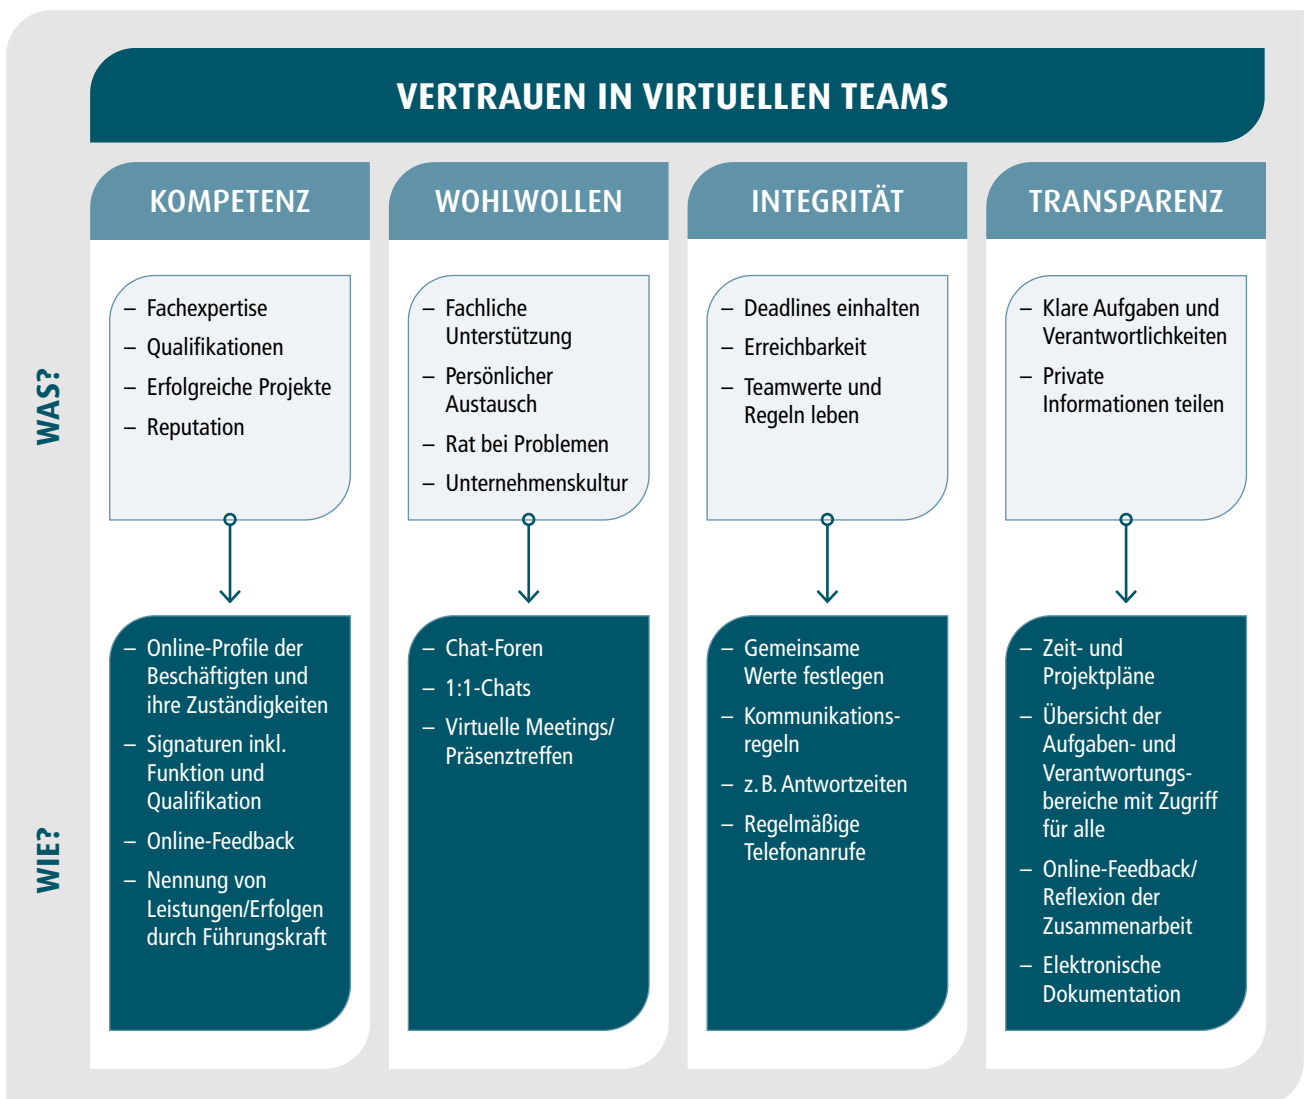 VERTRAUEN IN VIRTUELLEN TEAMS
KOMPETENZ
WOHLWOLLEN
INTEGRITÄT
TRANSPARENZ
WAS?
– Fachexpertise
– Qualifikationen
– Erfolgreiche Projekte
– Reputation
– Fachliche
Unterstützung
– Persönlicher
Austausch
– Rat bei Problemen
– Unternehmenskultur
– Deadlines einhalten
– Erreichbarkeit
– Teamwerte und
Regeln leben
– Klare Aufgaben und
Verantwortlichkeiten
– Private
Informationen teilen
WIE?
– Online-Profile der
Beschäftigten und
ihre Zuständigkeiten
– Signaturen inkl.
Funktion und
Qualifikation
– Online-Feedback
– Nennung von
Leistungen/Erfolgen
durch Führungskraft
– Chat-Foren
– 1:1-Chats
– Virtuelle Meetings/
Präsenztreffen
– Gemeinsame
Werte festlegen
– Kommunikations-
regeln
– z. B. Antwortzeiten
– Regelmäßige
Telefonanrufe
– Zeit- und
Projektpläne
– Übersicht der
Aufgaben- und
Verantwortungs-
bereiche mit Zugriff
für alle
– Online-Feedback/
Reflexion der
Zusammenarbeit
– Elektronische
Dokumentation